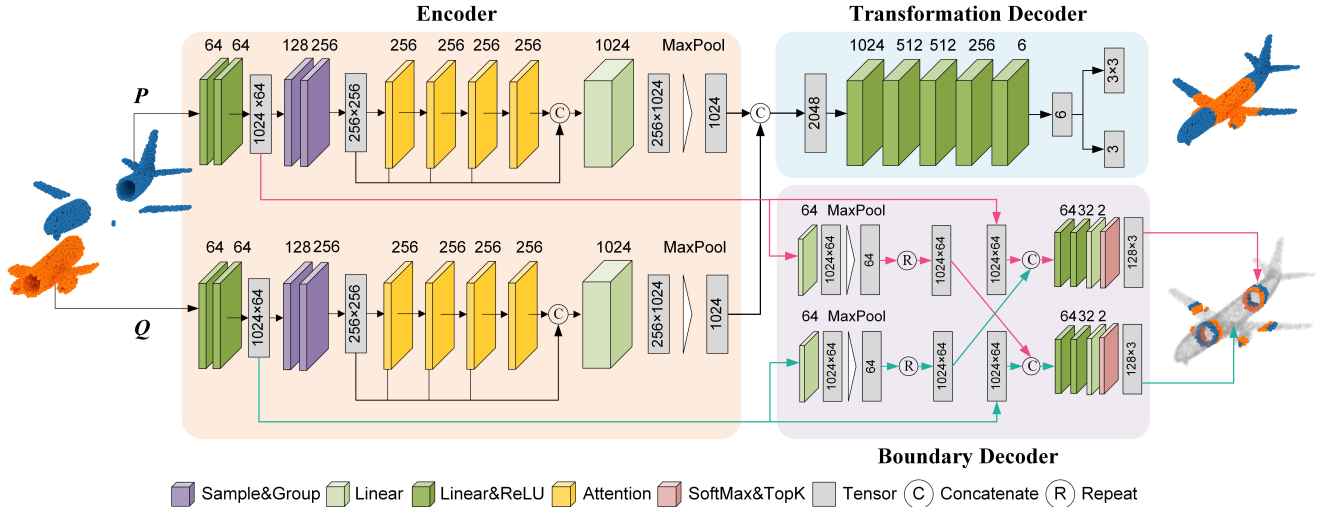 Encoder
Transformation Decoder
64 64 128 256 256 256 256 256 1024 MaxPool
1024 512 512 256 6
P
1024×64
256×256
C
256×1024
1024
C
2048
6
3×3
3
64 64 128 256 256 256 256 256 1024 MaxPool
Q
1024×64
256×256
C
256×1024
1024
64 MaxPool
64 32 2
1024×64
64
R
1024×64
1024×64
C
128×3
64 MaxPool
64 32 2
1024×64
64
R
1024×64
1024×64
C
128×3
Boundary Decoder
Sample&Group Linear Linear&ReLU Attention SoftMax&TopK Tensor C Concatenate R Repeat